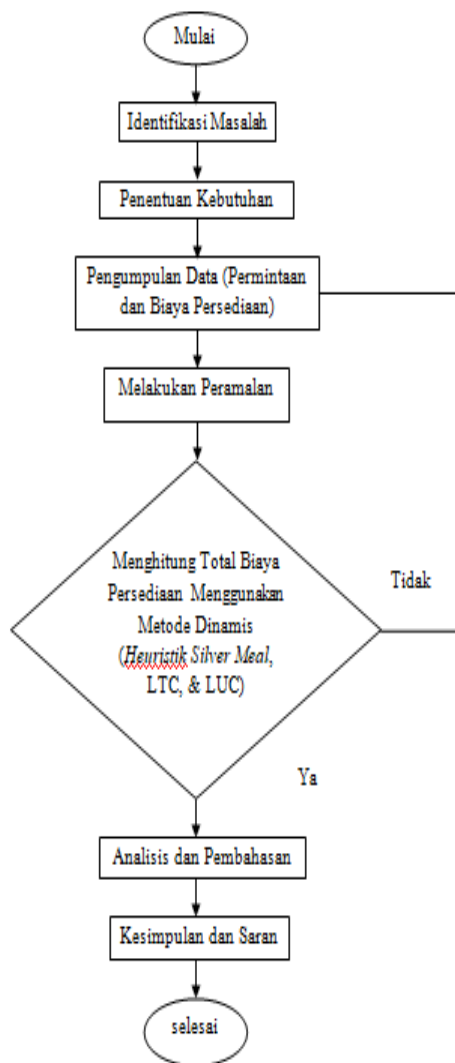 Mulai
Identifikasi Masalah
Penentuan Kebutuhan
Pengumpulan Data (Permintaan
dan Biaya Persediaan)
Melakukan Peramalan
Menghitung Total Biaya
Persediaan Menggunakan
Metode Dinamis
(Heuristik Silver Meal,
LTC, & LUC)
Tidak
Ya
Analisis dan Pembahasan
Kesimpulan dan Saran
selesai